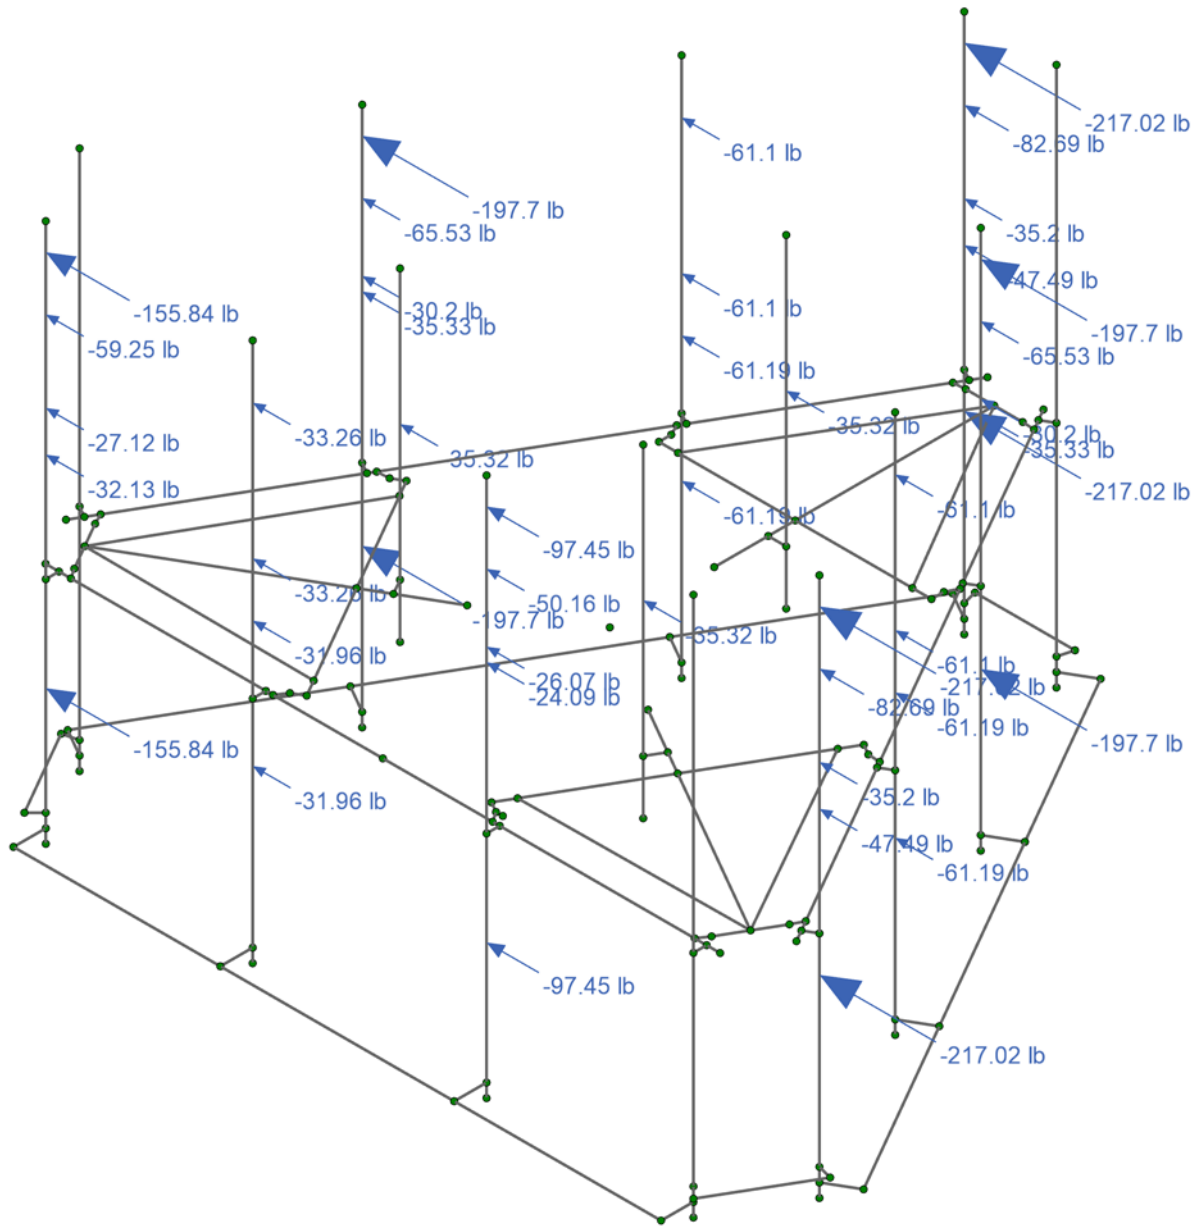 -217.02 lb
-82.69 lb
-61.1 lb
-197.7 lb
-65.53 lb
-35.2 lb
-47.49 lb
-30.2 lb
-35.33 lb
-61.1 lb
-155.84 lb
-197.7 lb
-59.25 lb
-65.53 lb
-61.19 lb
-27.12 lb
-33.26 lb
-35.32 lb
-30.2 lb
-35.33 lb
-35.32 lb
-32.13 lb
-217.02 lb
-61.19 lb
-61.1 lb
-97.45 lb
-33.26 lb
-50.16 lb
-197.7 lb
-35.32 lb
-31.96 lb
-61.1 lb
-26.07 lb
-24.09 lb
-217.02 lb
-82.69 lb
-61.19 lb
-155.84 lb
-197.7 lb
-31.96 lb
-35.2 lb
-47.49 lb
-61.19 lb
-97.45 lb
-217.02 lb